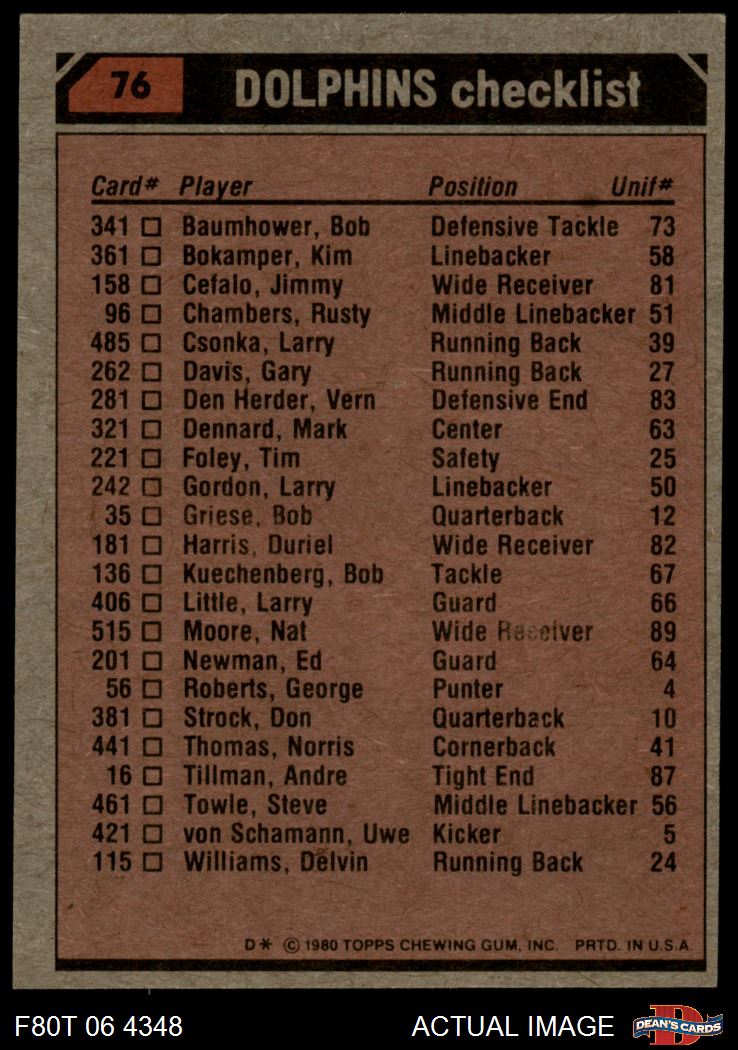 76 DOLPHINS checklist
Card# Player Position Unif#
341 □ Baumhower, Bob Defensive Tackle 73
361 □ Bokamper, Kim Linebacker 58
158 □ Cefalo, Jimmy Wide Receiver 81
96 □ Chambers, Rusty Middle Linebacker 51
485 □ Csonka, Larry Running Back 39
262 □ Davis, Gary Running Back 27
281 □ Den Herder, Vern Defensive End 83
321 □ Dennard, Mark Center 63
221 □ Foley, Tim Safety 25
242 □ Gordon, Larry Linebacker 50
35 □ Griese, Bob Quarterback 12
181 □ Harris, Duriel Wide Receiver 82
136 □ Kuechenberg, Bob Tackle 67
406 □ Little, Larry Guard 66
515 □ Moore, Nat Wide Receiver 89
201 □ Newman, Ed Guard 64
56 □ Roberts, George Punter 4
381 □ Strock, Don Quarterback 10
441 □ Thomas, Norris Cornerback 41
16 □ Tillman, Andre Tight End 87
461 □ Towle, Steve Middle Linebacker 56
421 □ von Schamann, Uwe Kicker 5
115 □ Williams, Delvin Running Back 24
D* © 1980 TOPPS CHEWING GUM, INC. PRTD. IN U.S.A.
F80T 06 4348 ACTUAL IMAGE D DEAN'S CARDS